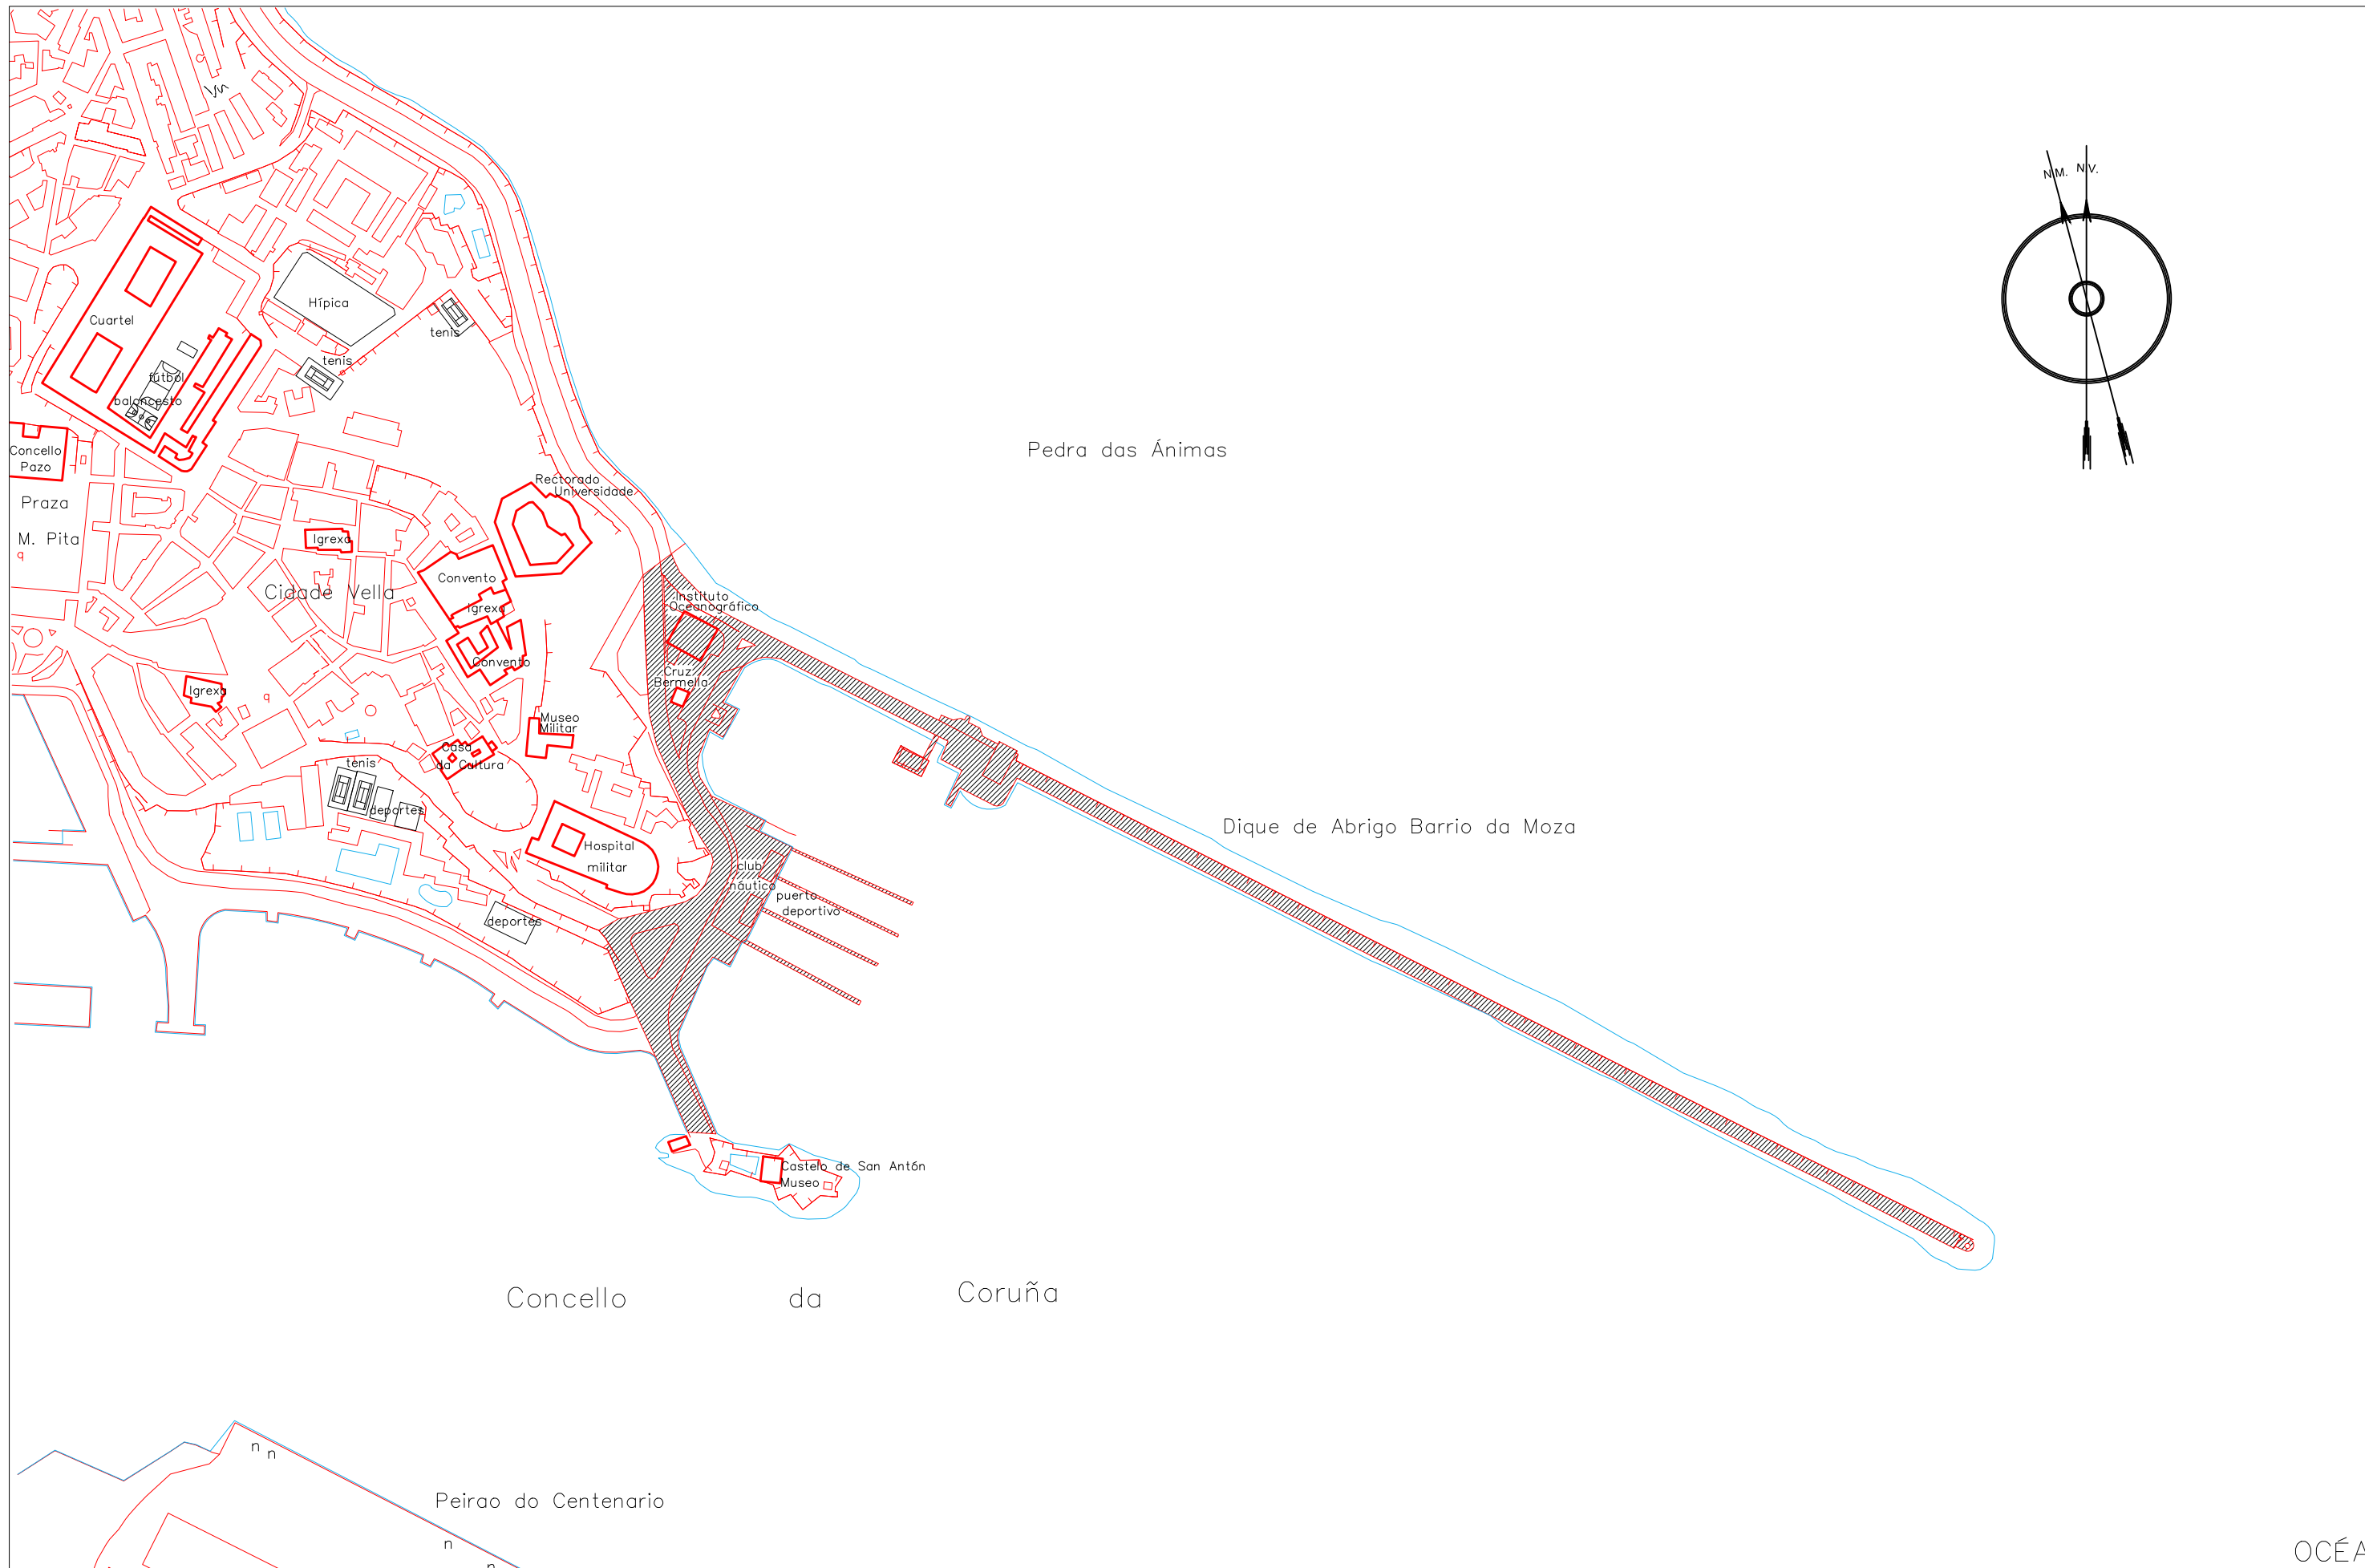 N.M. N.V.
Hípica
Cuartel
tenis
tenis
fútbol
baloncesto
Pedra das Ánimas
Concello
Pazo
Rectorado
Universidade
Praza
M. Pita
Igrexa
Convento
Cidade Vella
Instituto
Oceanográfico
Igrexa
Convento
Cruz
Bermella
Igrexa
Museo
Militar
Casa
da Cultura
tenis
deportes
Dique de Abrigo Barrio da Moza
Hospital
militar
club
náutico
puerto
deportivo
deportes
Castelo de San Antón
Museo
Concello da Coruña
n n
Peirao do Centenario
n
n
OCÉA